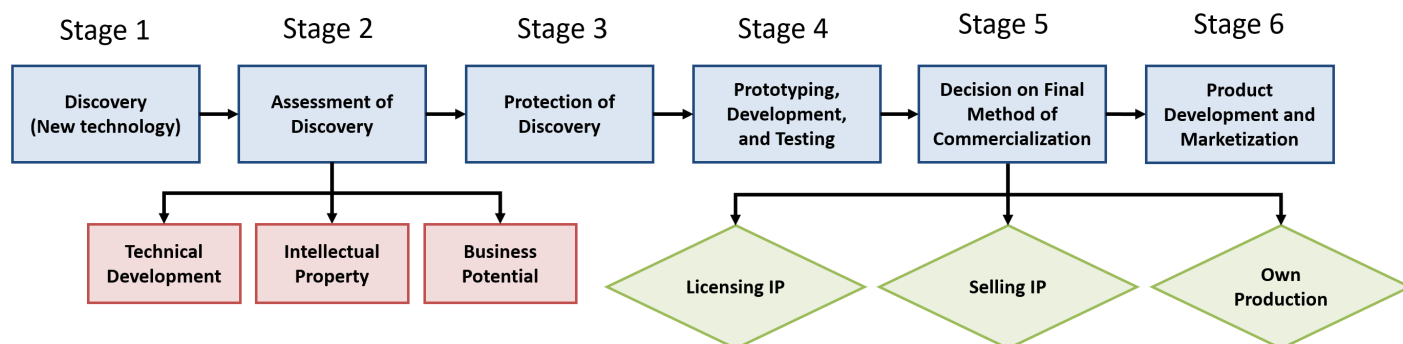 Stage 1
Stage 2
Stage 3
Stage 4
Stage 5
Stage 6
Discovery
(New technology)
Assessment of
Discovery
Protection of
Discovery
Prototyping,
Development,
and Testing
Decision on Final
Method of
Commercialization
Product
Development and
Marketization
Technical
Development
Intellectual
Property
Business
Potential
Licensing IP
Selling IP
Own
Production